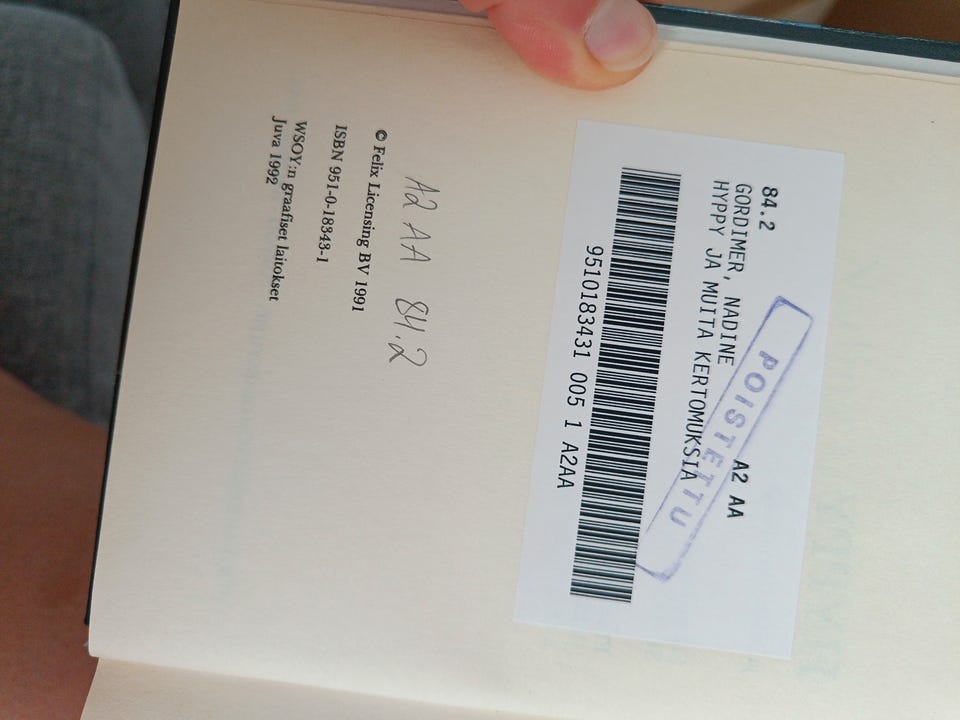 84.2 A2 AA
GORDIMER, NADINE
HYPPY JA MUITA KERTOMUKSIA
POISTETTU
9510183431 005 1 A2AA
A2 AA 84.2
© Felix Licensing BV 1991
ISBN 951-0-18343-1
WSOY:n graafiset laitokset
Juva 1992